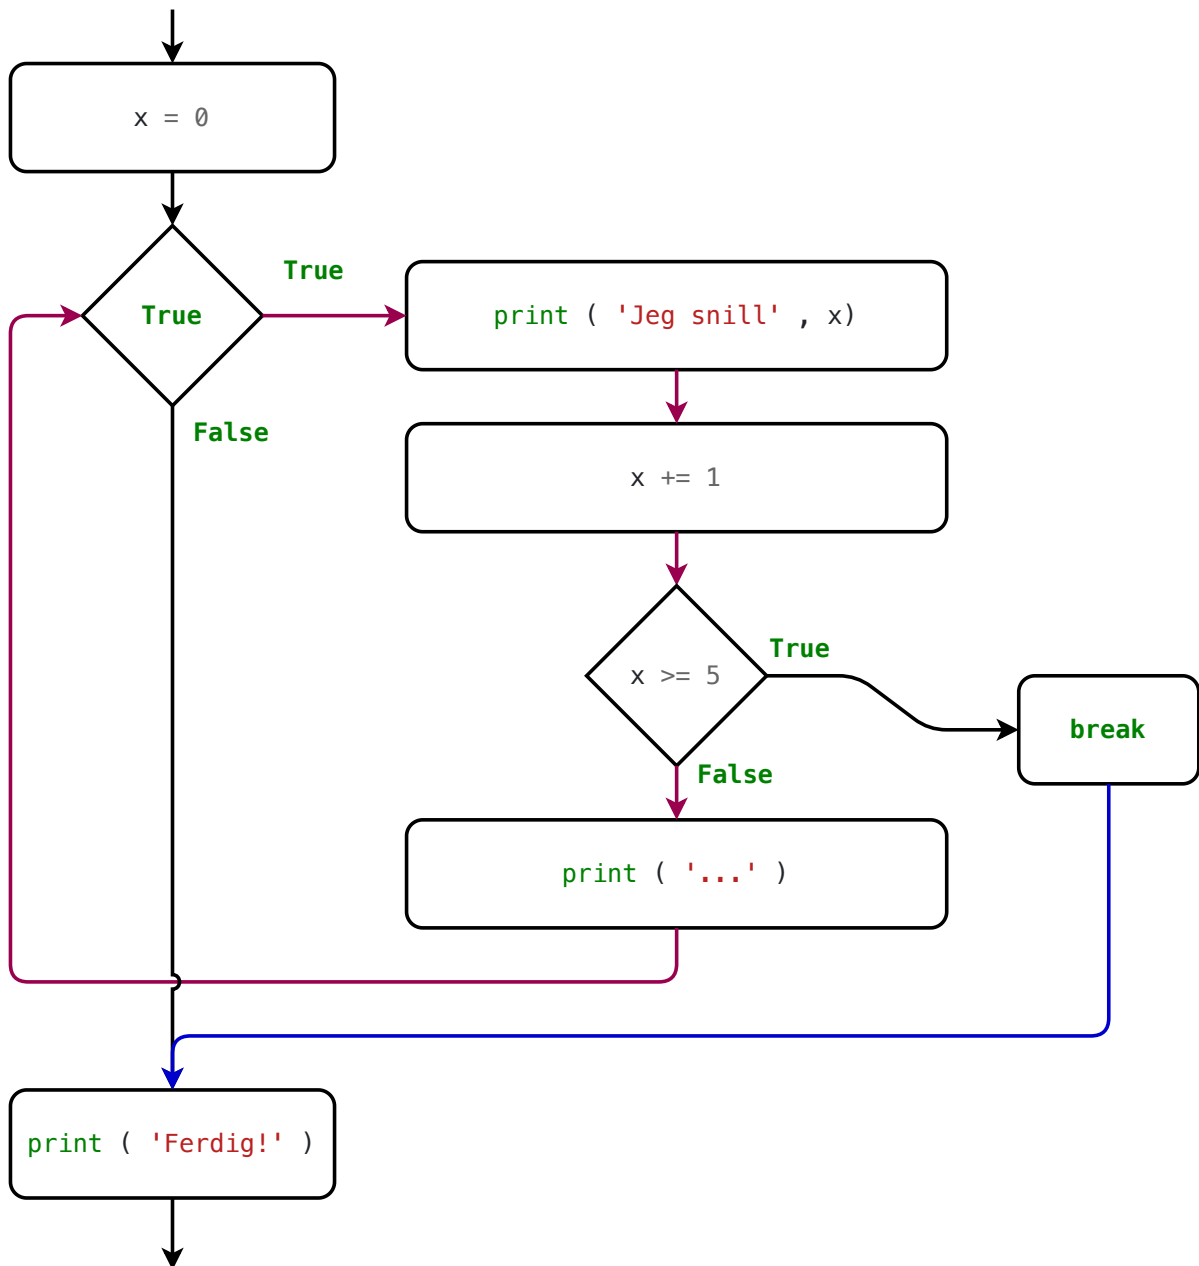 x = 0
True
True
print ( 'Jeg snill' , x)
False
x += 1
x >= 5
True
break
False
print ( '...' )
print ( 'Ferdig!' )